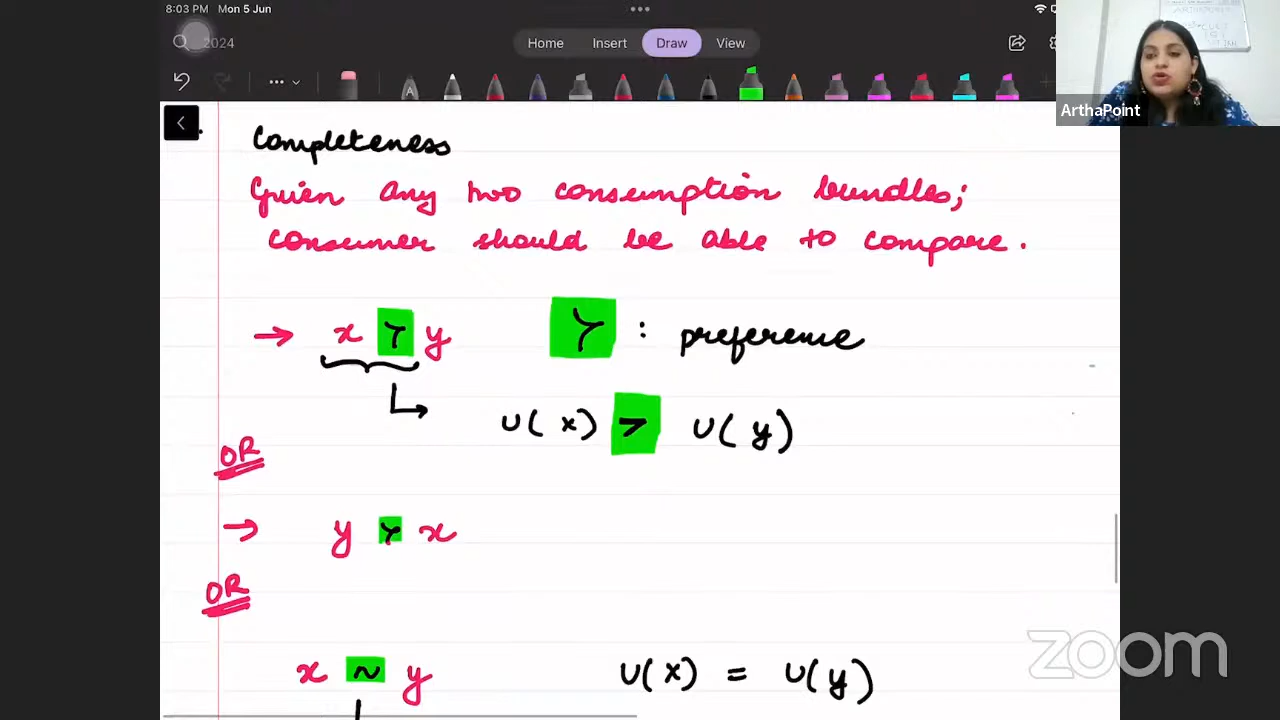 8:03 PM Mon 5 Jun
2024
Home Insert Draw View
ArthaPoint
Completeness
Given any two consumption bundles;
consumer should be able to compare.
→ x ≻ y ≻ : preference
U( x) > U( y)
OR
→ y ≻ x
OR
x ~ y U(x) = U(y)
zoom